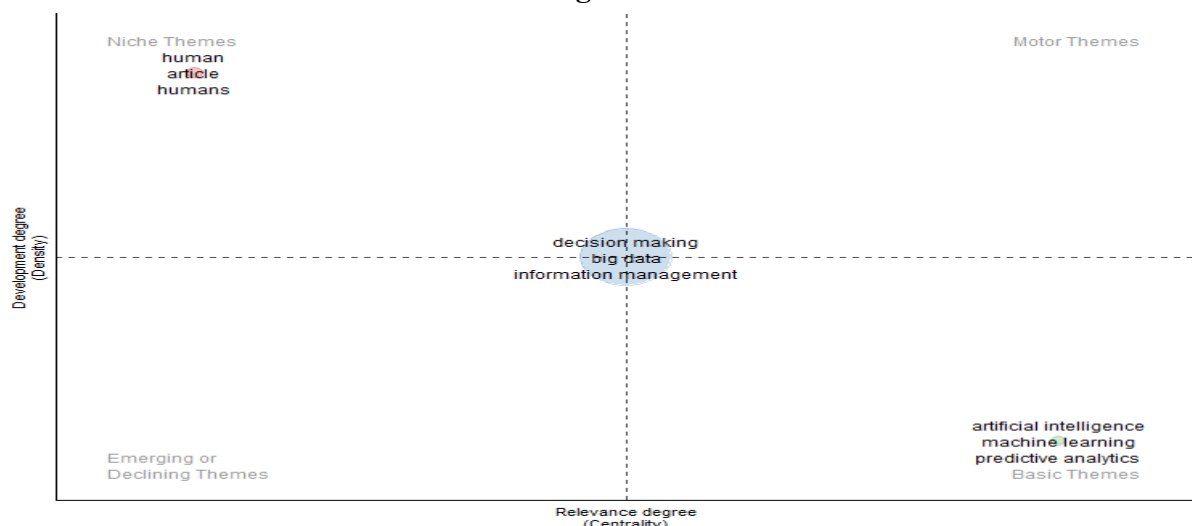 Niche Themes
human
article
humans
Motor Themes
decision making
big data
information management
artificial intelligence
machine learning
predictive analytics
Basic Themes
Emerging or
Declining Themes
Development degree
(Density)
Relevance degree
(Centrality)